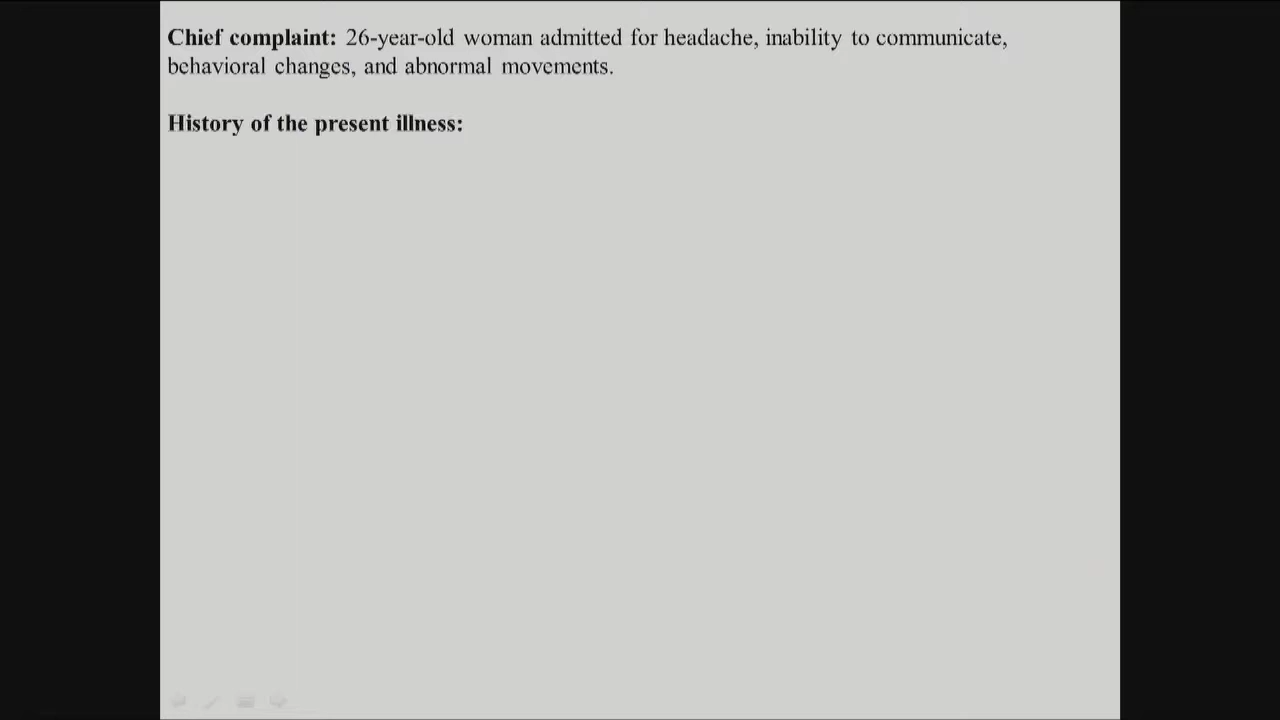 Chief complaint: 26-year-old woman admitted for headache, inability to communicate,
behavioral changes, and abnormal movements.
History of the present illness: